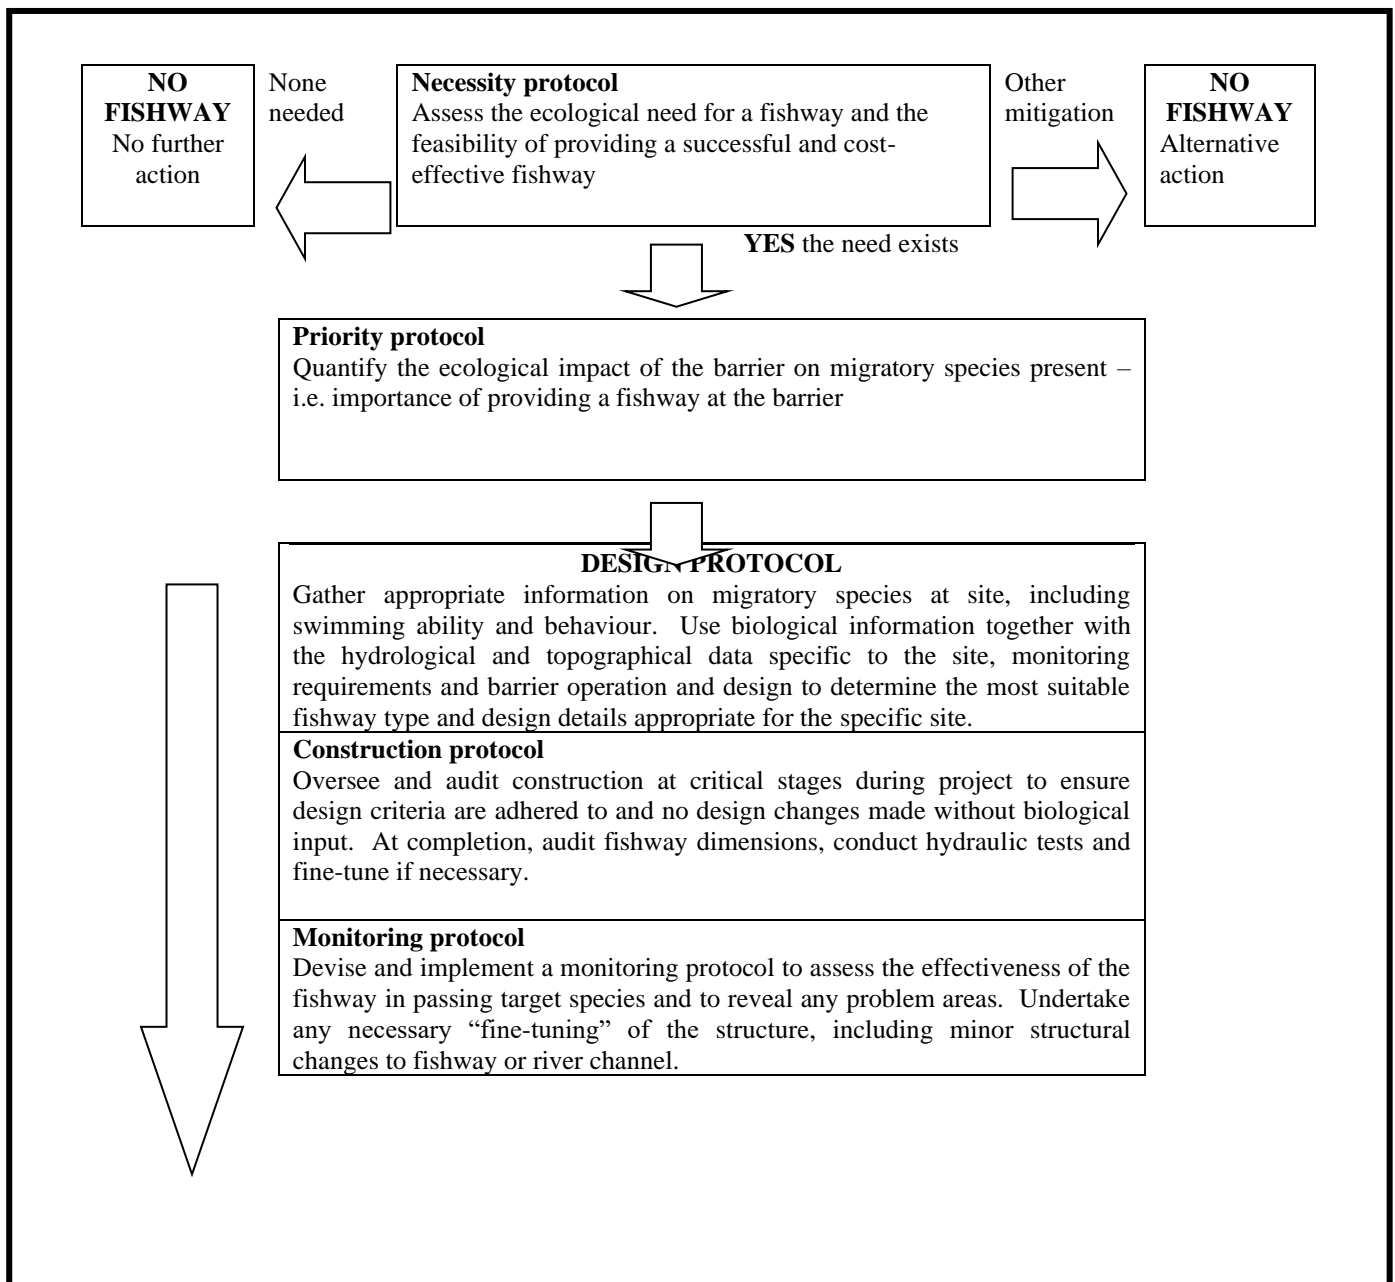 NO
FISHWAY
No further
action
None
needed
Necessity protocol
Assess the ecological need for a fishway and the
feasibility of providing a successful and cost-
effective fishway
Other
mitigation
NO
FISHWAY
Alternative
action
YES the need exists
Priority protocol
Quantify the ecological impact of the barrier on migratory species present –
i.e. importance of providing a fishway at the barrier
DESIGN PROTOCOL
Gather appropriate information on migratory species at site, including
swimming ability and behaviour. Use biological information together with
the hydrological and topographical data specific to the site, monitoring
requirements and barrier operation and design to determine the most suitable
fishway type and design details appropriate for the specific site.
Construction protocol
Oversee and audit construction at critical stages during project to ensure
design criteria are adhered to and no design changes made without biological
input. At completion, audit fishway dimensions, conduct hydraulic tests and
fine-tune if necessary.
Monitoring protocol
Devise and implement a monitoring protocol to assess the effectiveness of the
fishway in passing target species and to reveal any problem areas. Undertake
any necessary “fine-tuning” of the structure, including minor structural
changes to fishway or river channel.